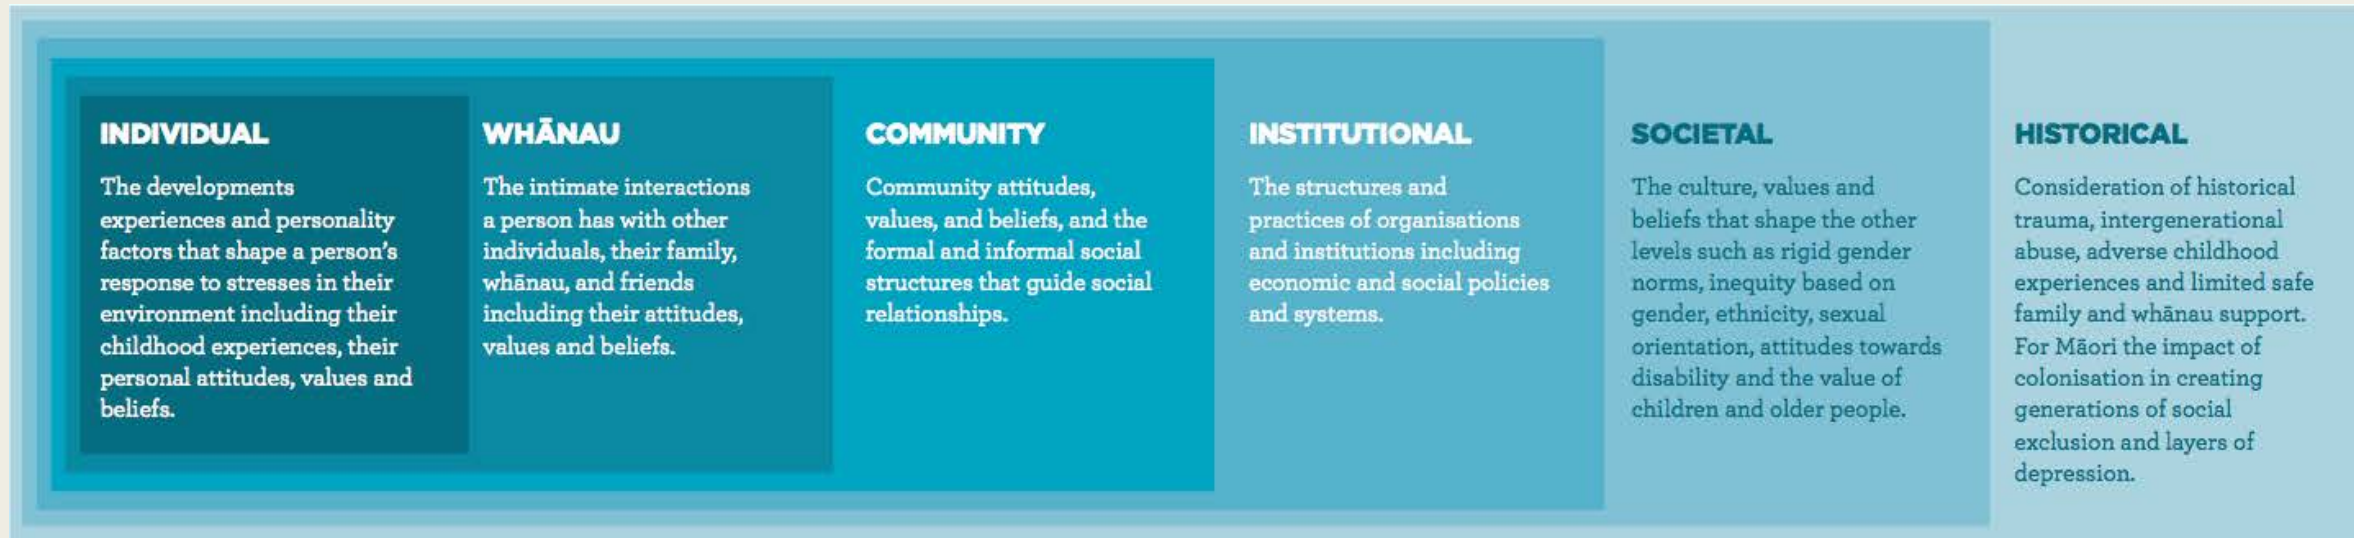 INDIVIDUAL
The developments
experiences and personality
factors that shape a person's
response to stresses in their
environment including their
childhood experiences, their
personal attitudes, values and
beliefs.
WHĀNAU
The intimate interactions
a person has with other
individuals, their family,
whānau, and friends
including their attitudes,
values and beliefs.
COMMUNITY
Community attitudes,
values, and beliefs, and the
formal and informal social
structures that guide social
relationships.
INSTITUTIONAL
The structures and
practices of organisations
and institutions including
economic and social policies
and systems.
SOCIETAL
The culture, values and
beliefs that shape the other
levels such as rigid gender
norms, inequity based on
gender, ethnicity, sexual
orientation, attitudes towards
disability and the value of
children and older people.
HISTORICAL
Consideration of historical
trauma, intergenerational
abuse, adverse childhood
experiences and limited safe
family and whānau support.
For Māori the impact of
colonisation in creating
generations of social
exclusion and layers of
depression.